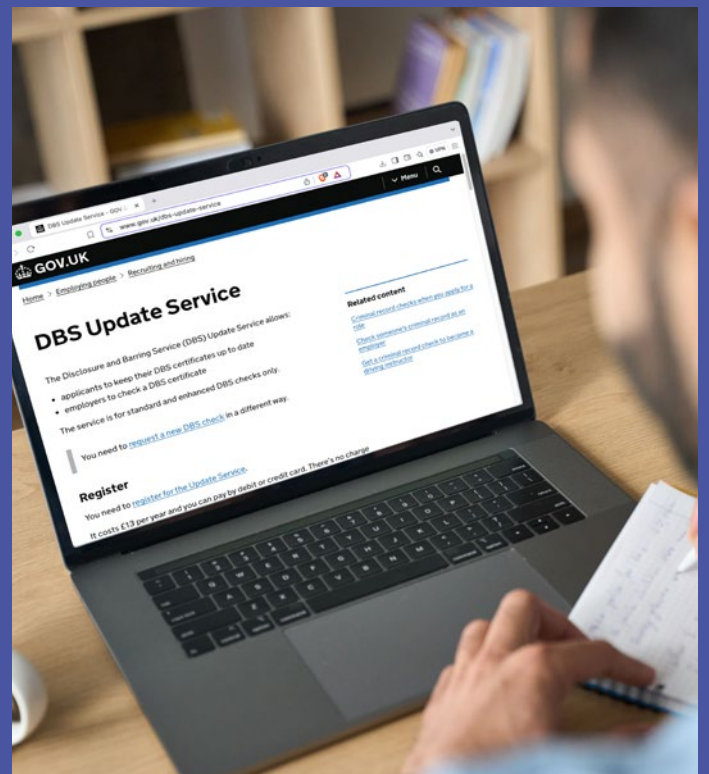 DBS Update Service - GOV.
www.gov.uk/dbs-update-service
VPN
GOV.UK
Menu
Home > Employing people > Recruiting and hiring
DBS Update Service
The Disclosure and Barring Service (DBS) Update Service allows:
• applicants to keep their DBS certificates up to date
• employers to check a DBS certificate
The service is for standard and enhanced DBS checks only.
You need to request a new DBS check in a different way.
Register
You need to register for the Update Service.
It costs £13 per year and you can pay by debit or credit card. There's no charge
Related content
Criminal record checks when you apply for a
role
Check someone's criminal record as an
employer
Get a criminal record check to become a
driving instructor